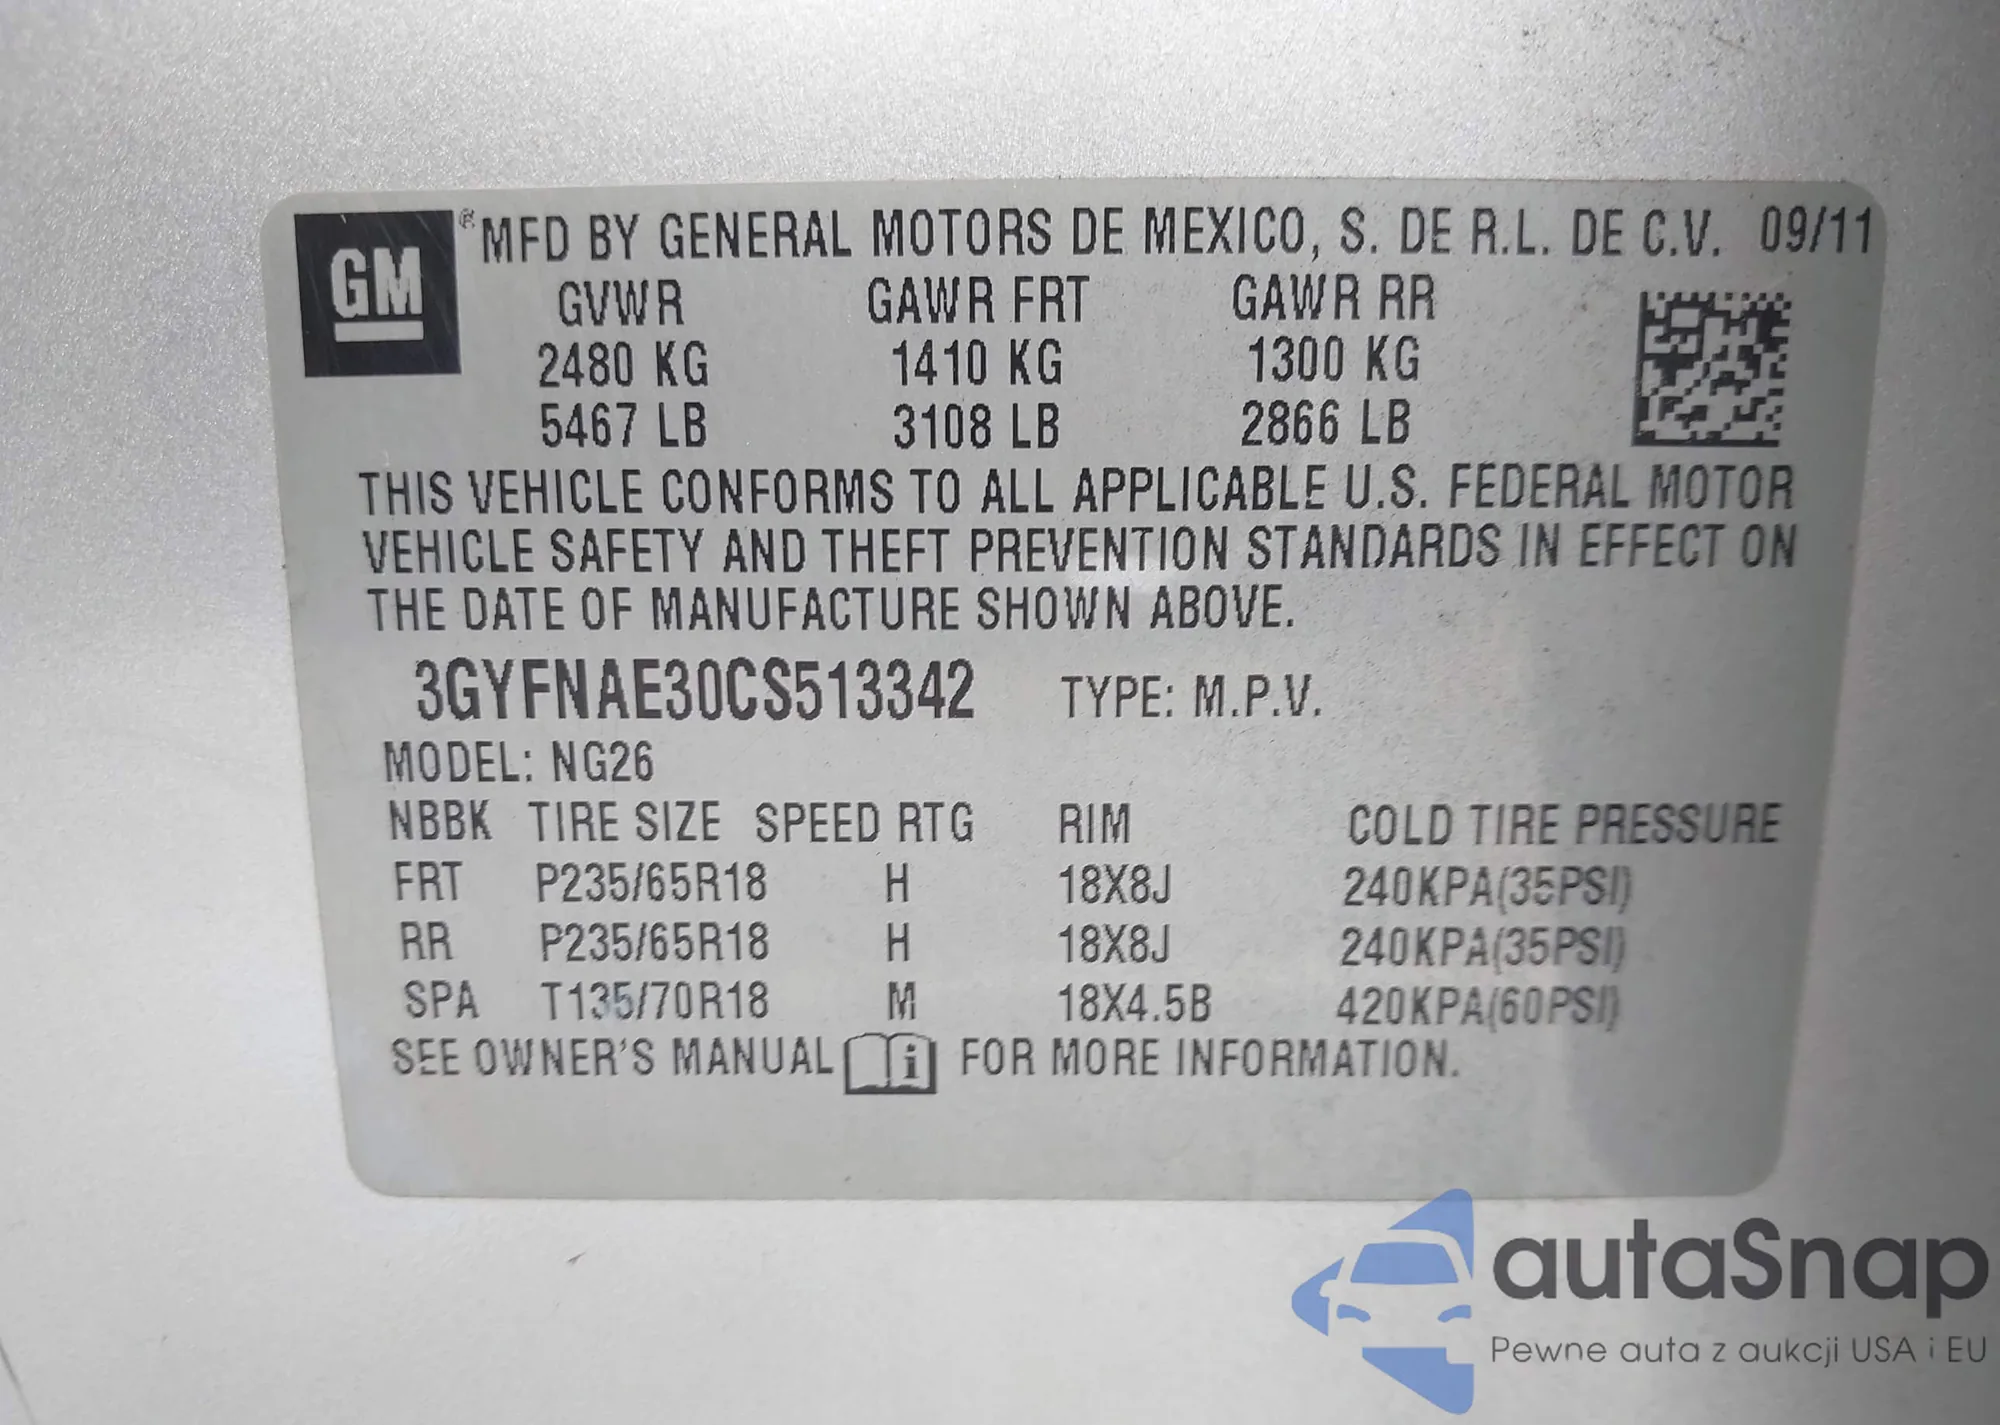 GM ® MFD BY GENERAL MOTORS DE MEXICO, S. DE R.L. DE C.V. 09/11
GVWR GAWR FRT GAWR RR
2480 KG 1410 KG 1300 KG
5467 LB 3108 LB 2866 LB
THIS VEHICLE CONFORMS TO ALL APPLICABLE U.S. FEDERAL MOTOR
VEHICLE SAFETY AND THEFT PREVENTION STANDARDS IN EFFECT ON
THE DATE OF MANUFACTURE SHOWN ABOVE.
3GYFNAE30CS513342 TYPE: M.P.V.
MODEL: NG26
NBBK TIRE SIZE SPEED RTG RIM COLD TIRE PRESSURE
FRT P235/65R18 H 18X8J 240KPA(35PSI)
RR P235/65R18 H 18X8J 240KPA(35PSI)
SPA T135/70R18 M 18X4.5B 420KPA(60PSI)
SEE OWNER'S MANUAL i FOR MORE INFORMATION.
autaSnap
Pewne auta z aukcji USA i EU